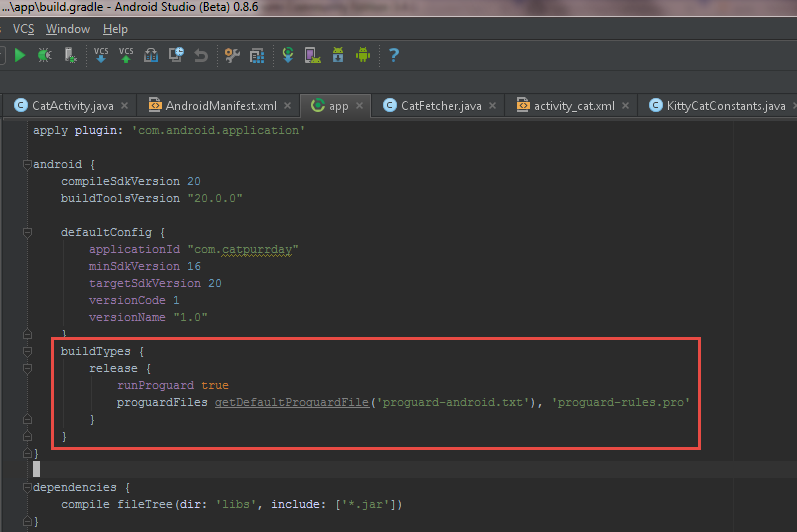 ...\app\build.gradle - Android Studio (Beta) 0.8.6
VCS Window Help
VCS VCS
CatActivity.java AndroidManifest.xml app CatFetcher.java activity_cat.xml KittyCatConstants.java
apply plugin: 'com.android.application'
android {
compileSdkVersion 20
buildToolsVersion "20.0.0"
defaultConfig {
applicationId "com.catpurrday"
minSdkVersion 16
targetSdkVersion 20
versionCode 1
versionName "1.0"
}
buildTypes {
release {
runProguard true
proguardFiles getDefaultProguardFile('proguard-android.txt'), 'proguard-rules.pro'
}
}
}
dependencies {
compile fileTree(dir: 'libs', include: ['*.jar'])
}